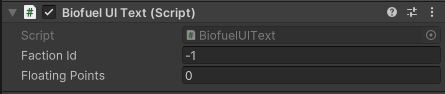 Biofuel UI Text (Script)
Script BiofuelUIText
Faction Id -1
Floating Points 0